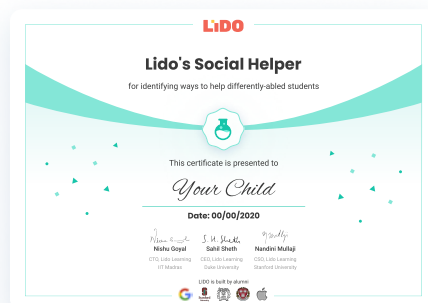 LiDO
Lido's Social Helper
for identifying ways to help differently-abled students
This certificate is presented to
Your Child
Date: 00/00/2020
Nishu Goyal
Sahil Sheth
Nandini Mullaji
CTO, Lido Learning
CEO, Lido Learning
CSO, Lido Learning
IIT Madras
Duke University
Stanford University
LIDO is built by alumni